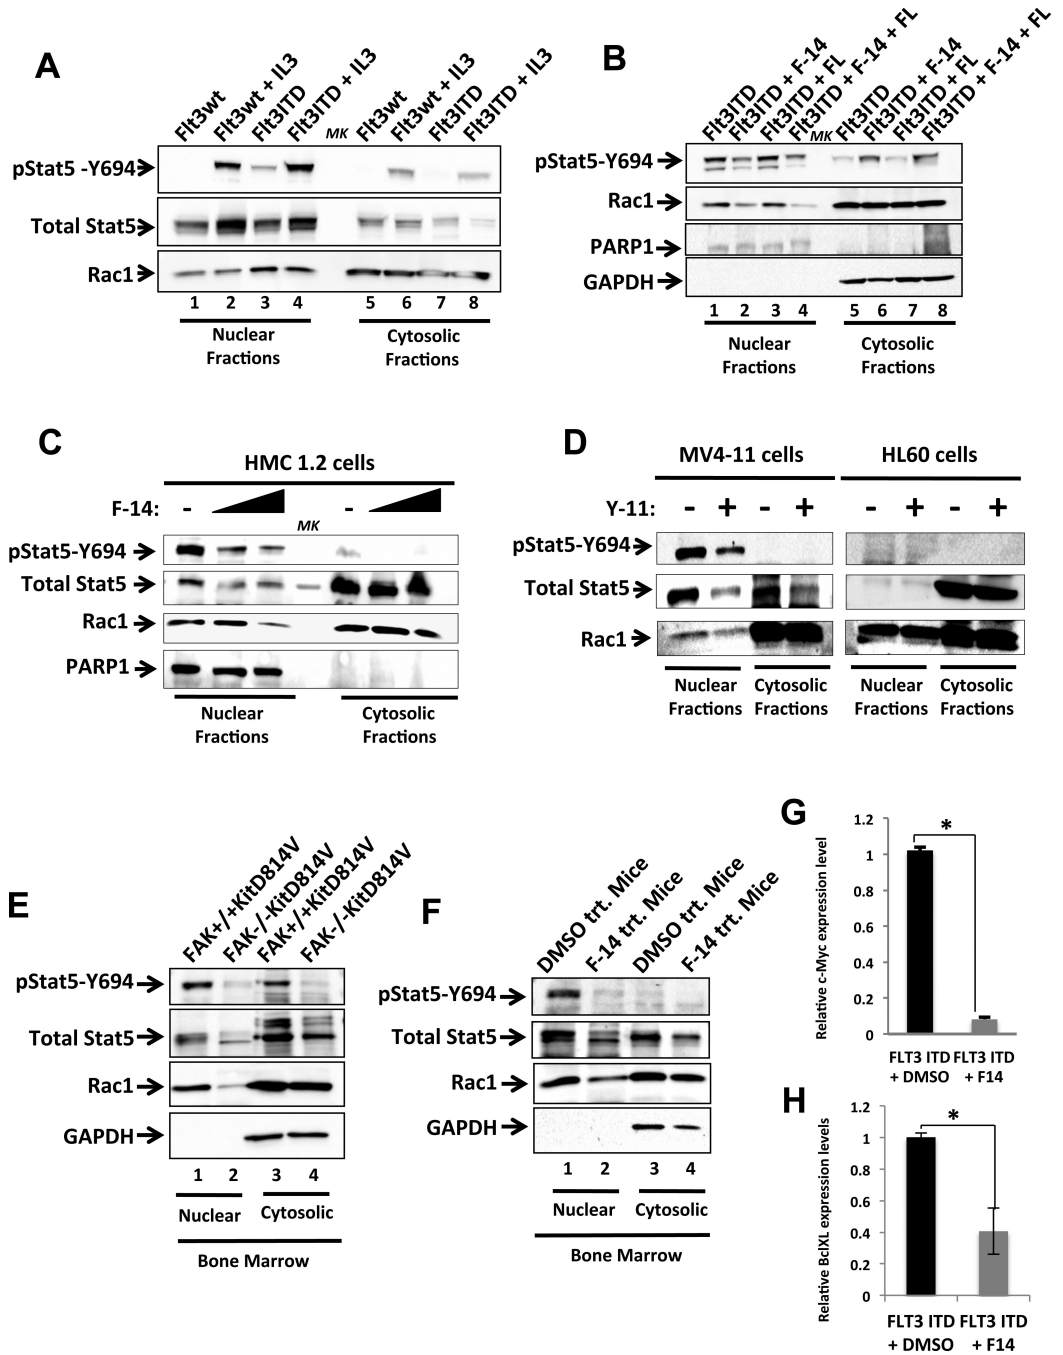 A
Flt3wt
Flt3wt + IL3
Flt3ITD
Flt3ITD + IL3
MK
Flt3wt
Flt3wt + IL3
Flt3ITD
Flt3ITD + IL3
pStat5 -Y694
Total Stat5
Rac1
1 2 3 4 5 6 7 8
Nuclear
Fractions
Cytosolic
Fractions
B
Flt3ITD
Flt3ITD + F-14
Flt3ITD + FL
Flt3ITD + F-14 + FL
MK
Flt3ITD
Flt3ITD + F-14
Flt3ITD + FL
Flt3ITD + F-14 + FL
pStat5-Y694
Rac1
PARP1
GAPDH
1 2 3 4 5 6 7 8
Nuclear
Fractions
Cytosolic
Fractions
C
HMC 1.2 cells
F-14: - -
MK
pStat5-Y694
Total Stat5
Rac1
PARP1
Nuclear
Fractions
Cytosolic
Fractions
D
MV4-11 cells HL60 cells
Y-11: - + - + - + - +
pStat5-Y694
Total Stat5
Rac1
Nuclear
Fractions
Cytosolic
Fractions
Nuclear
Fractions
Cytosolic
Fractions
E
FAK+/+KitD814V
FAK-/-KitD814V
FAK+/+KitD814V
FAK-/-KitD814V
pStat5-Y694
Total Stat5
Rac1
GAPDH
1 2 3 4
Nuclear Cytosolic
Bone Marrow
F
DMSO trt. Mice
F-14 trt. Mice
DMSO trt. Mice
F-14 trt. Mice
pStat5-Y694
Total Stat5
Rac1
GAPDH
1 2 3 4
Nuclear Cytosolic
Bone Marrow
G
Relative c-Myc expression level
1.2
1
0.8
0.6
0.4
0.2
0
*
FLT3 ITD
+ DMSO
FLT3 ITD
+ F14
H
Relative BclXL expression levels
1.2
1
0.8
0.6
0.4
0.2
0
*
FLT3 ITD
+ DMSO
FLT3 ITD
+ F14